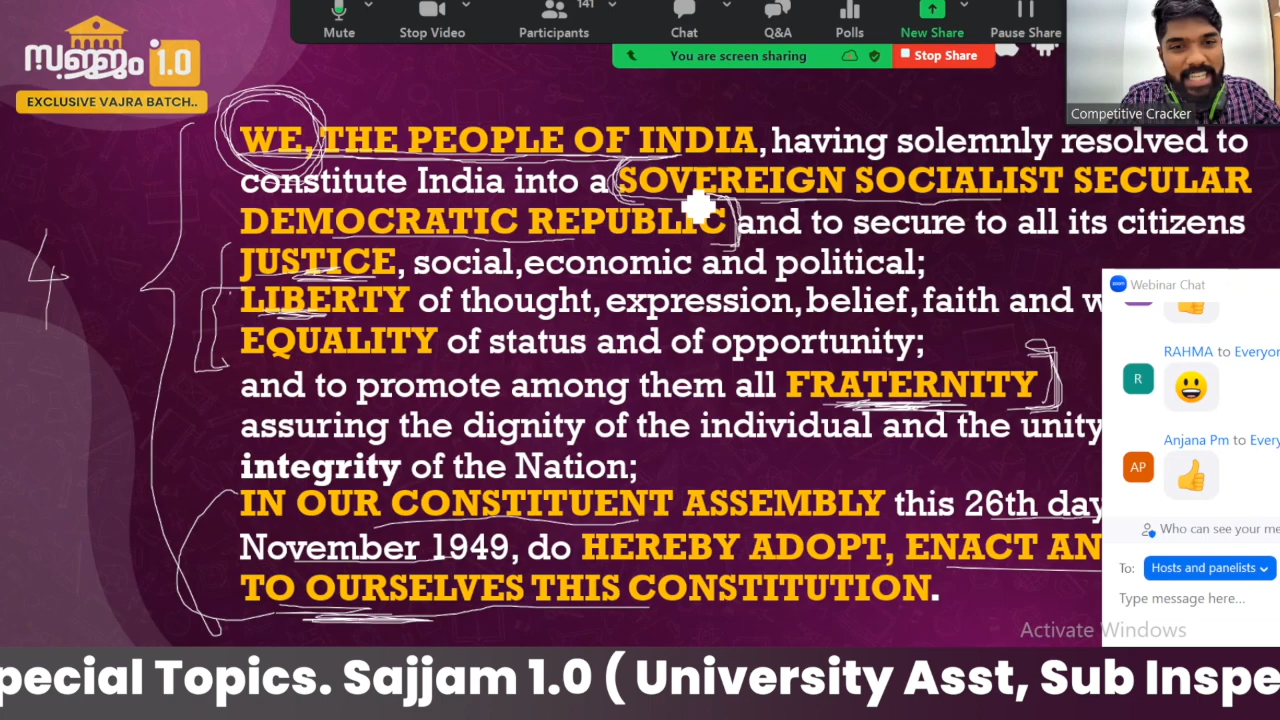 141
Mute
Stop Video
Participants
Chat
Q&A
Polls
New Share
Pause Share
You are screen sharing
Stop Share
സജ്ജം 1.0
EXCLUSIVE VAJRA BATCH..
Competitive Cracker
WE, THE PEOPLE OF INDIA, having solemnly resolved to
constitute India into a SOVEREIGN SOCIALIST SECULAR
DEMOCRATIC REPUBLIC and to secure to all its citizens
JUSTICE, social,economic and political;
LIBERTY of thought, expression, belief, faith and w
EQUALITY of status and of opportunity;
and to promote among them all FRATERNITY
assuring the dignity of the individual and the unity
integrity of the Nation;
IN OUR CONSTITUENT ASSEMBLY this 26th day
November 1949, do HEREBY ADOPT, ENACT AN
TO OURSELVES THIS CONSTITUTION.
4
Webinar Chat
RAHMA to Everyon
R
Anjana Pm to Every
AP
Who can see your me
To: Hosts and panelists
Type message here...
Activate Windows
pecial Topics. Sajjam 1.0 ( University Asst, Sub Inspe